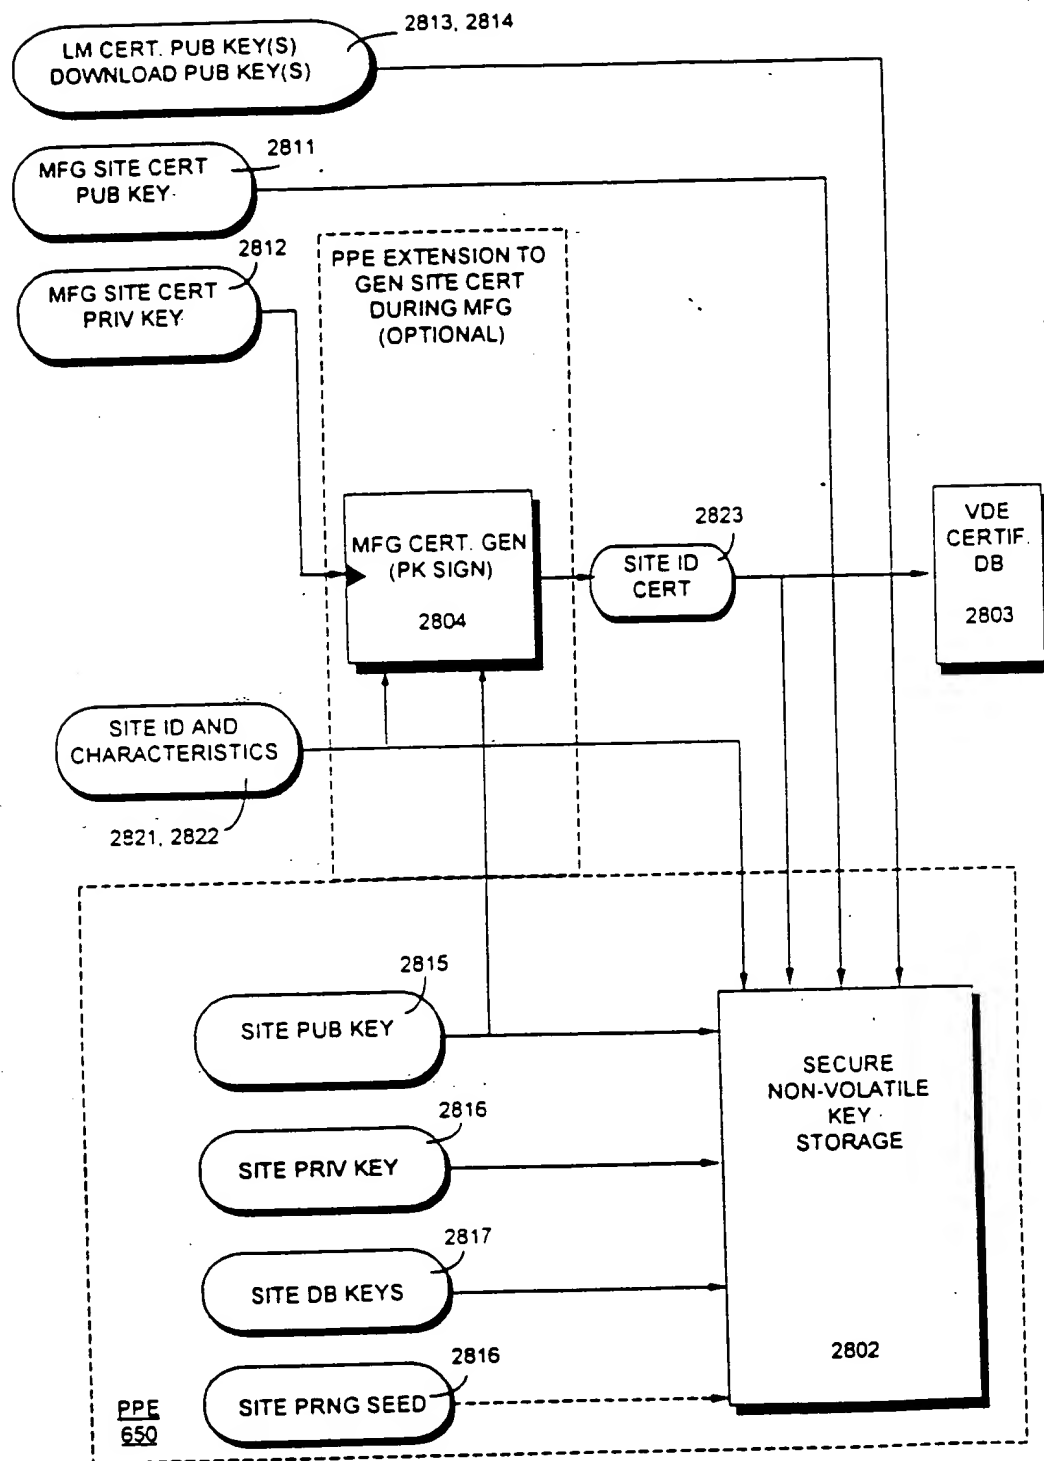 2813, 2814
LM CERT. PUB KEY(S)
DOWNLOAD PUB KEY(S)
2811
MFG SITE CERT
PUB KEY
2812
MFG SITE CERT
PRIV KEY
PPE EXTENSION TO
GEN SITE CERT
DURING MFG
(OPTIONAL)
MFG CERT. GEN
(PK SIGN)
2804
2823
SITE ID
CERT
VDE
CERTIF.
DB
2803
SITE ID AND
CHARACTERISTICS
2821, 2822
2815
SITE PUB KEY
2816
SITE PRIV KEY
2817
SITE DB KEYS
2816
SITE PRNG SEED
SECURE
NON-VOLATILE
KEY
STORAGE
2802
PPE
650